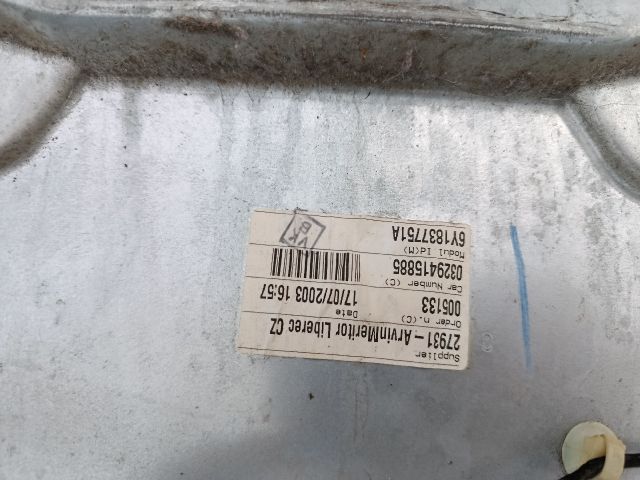 Supplier
27931 - ArvinMeritor Liberec CZ
Order n.(C)
005133
Date
17/07/2003 16:57
Car Number (C)
0329415885
Modul Id(M)
6Y1837751A